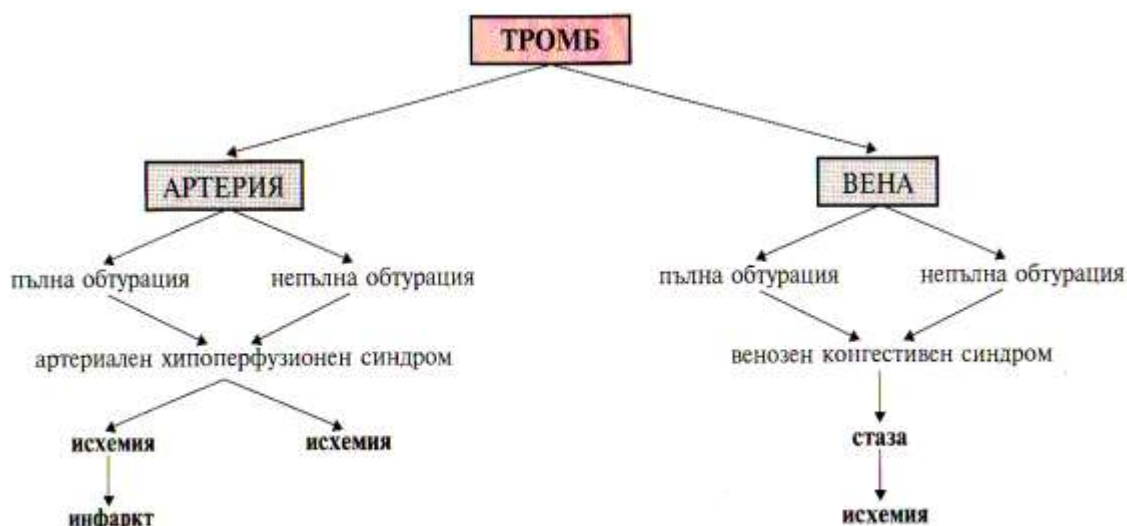 ТРОМБ
АРТЕРИЯ ВЕНА
пълна обтурация непълна обтурация пълна обтурация непълна обтурация
артериален хипоперфузионен синдром венозен конгестивен синдром
исхемия исхемия стаза
инфаркт исхемия